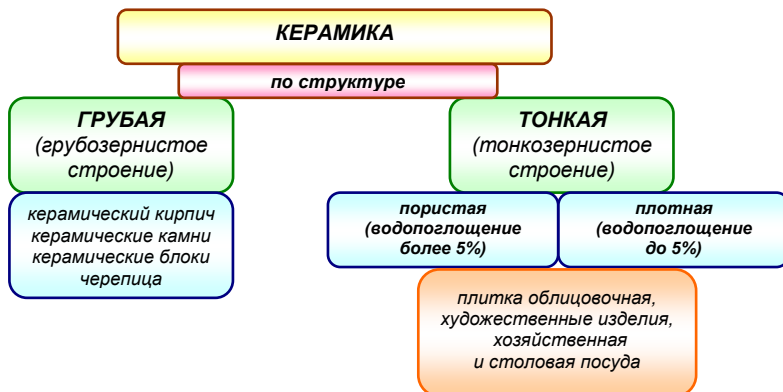 КЕРАМИКА
по структуре
ГРУБАЯ
(грубозернистое
строение)
ТОНКАЯ
(тонкозернистое
строение)
керамический кирпич
керамические камни
керамические блоки
черепица
пористая
(водопоглощение
более 5%)
плотная
(водопоглощение
до 5%)
плитка облицовочная,
художественные изделия,
хозяйственная
и столовая посуда